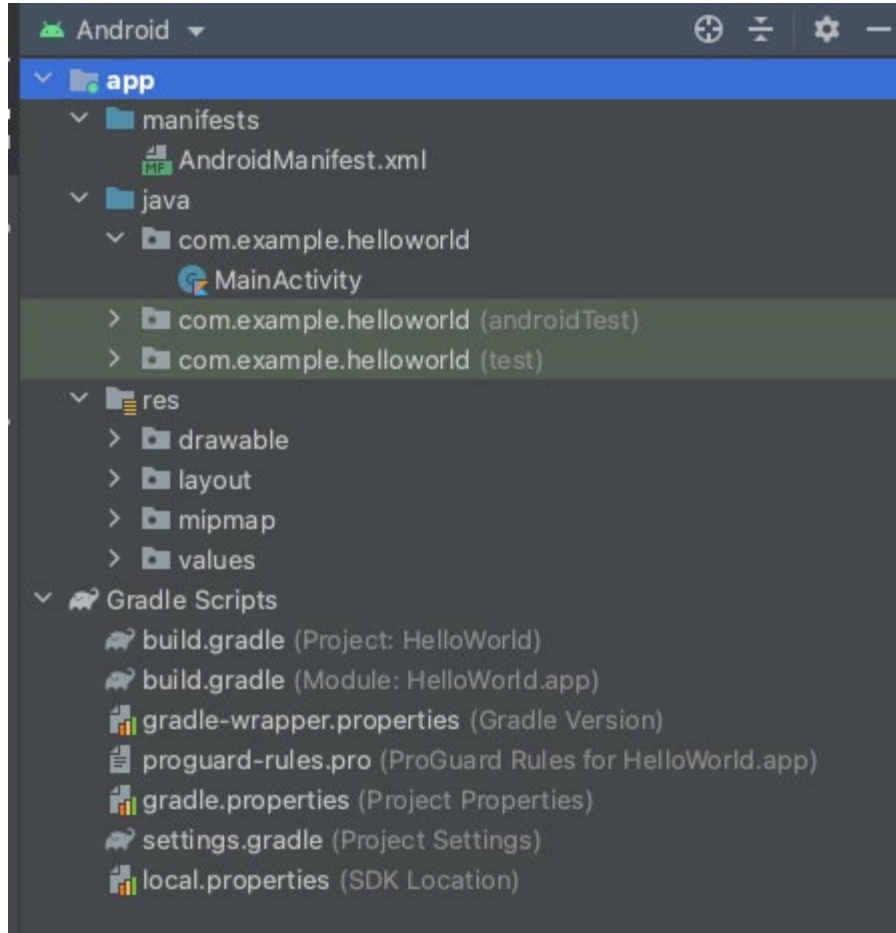 Android
app
manifests
MF AndroidManifest.xml
java
com.example.helloworld
MainActivity
com.example.helloworld (androidTest)
com.example.helloworld (test)
res
drawable
layout
mipmap
values
Gradle Scripts
build.gradle (Project: HelloWorld)
build.gradle (Module: HelloWorld.app)
gradle-wrapper.properties (Gradle Version)
proguard-rules.pro (ProGuard Rules for HelloWorld.app)
gradle.properties (Project Properties)
settings.gradle (Project Settings)
local.properties (SDK Location)